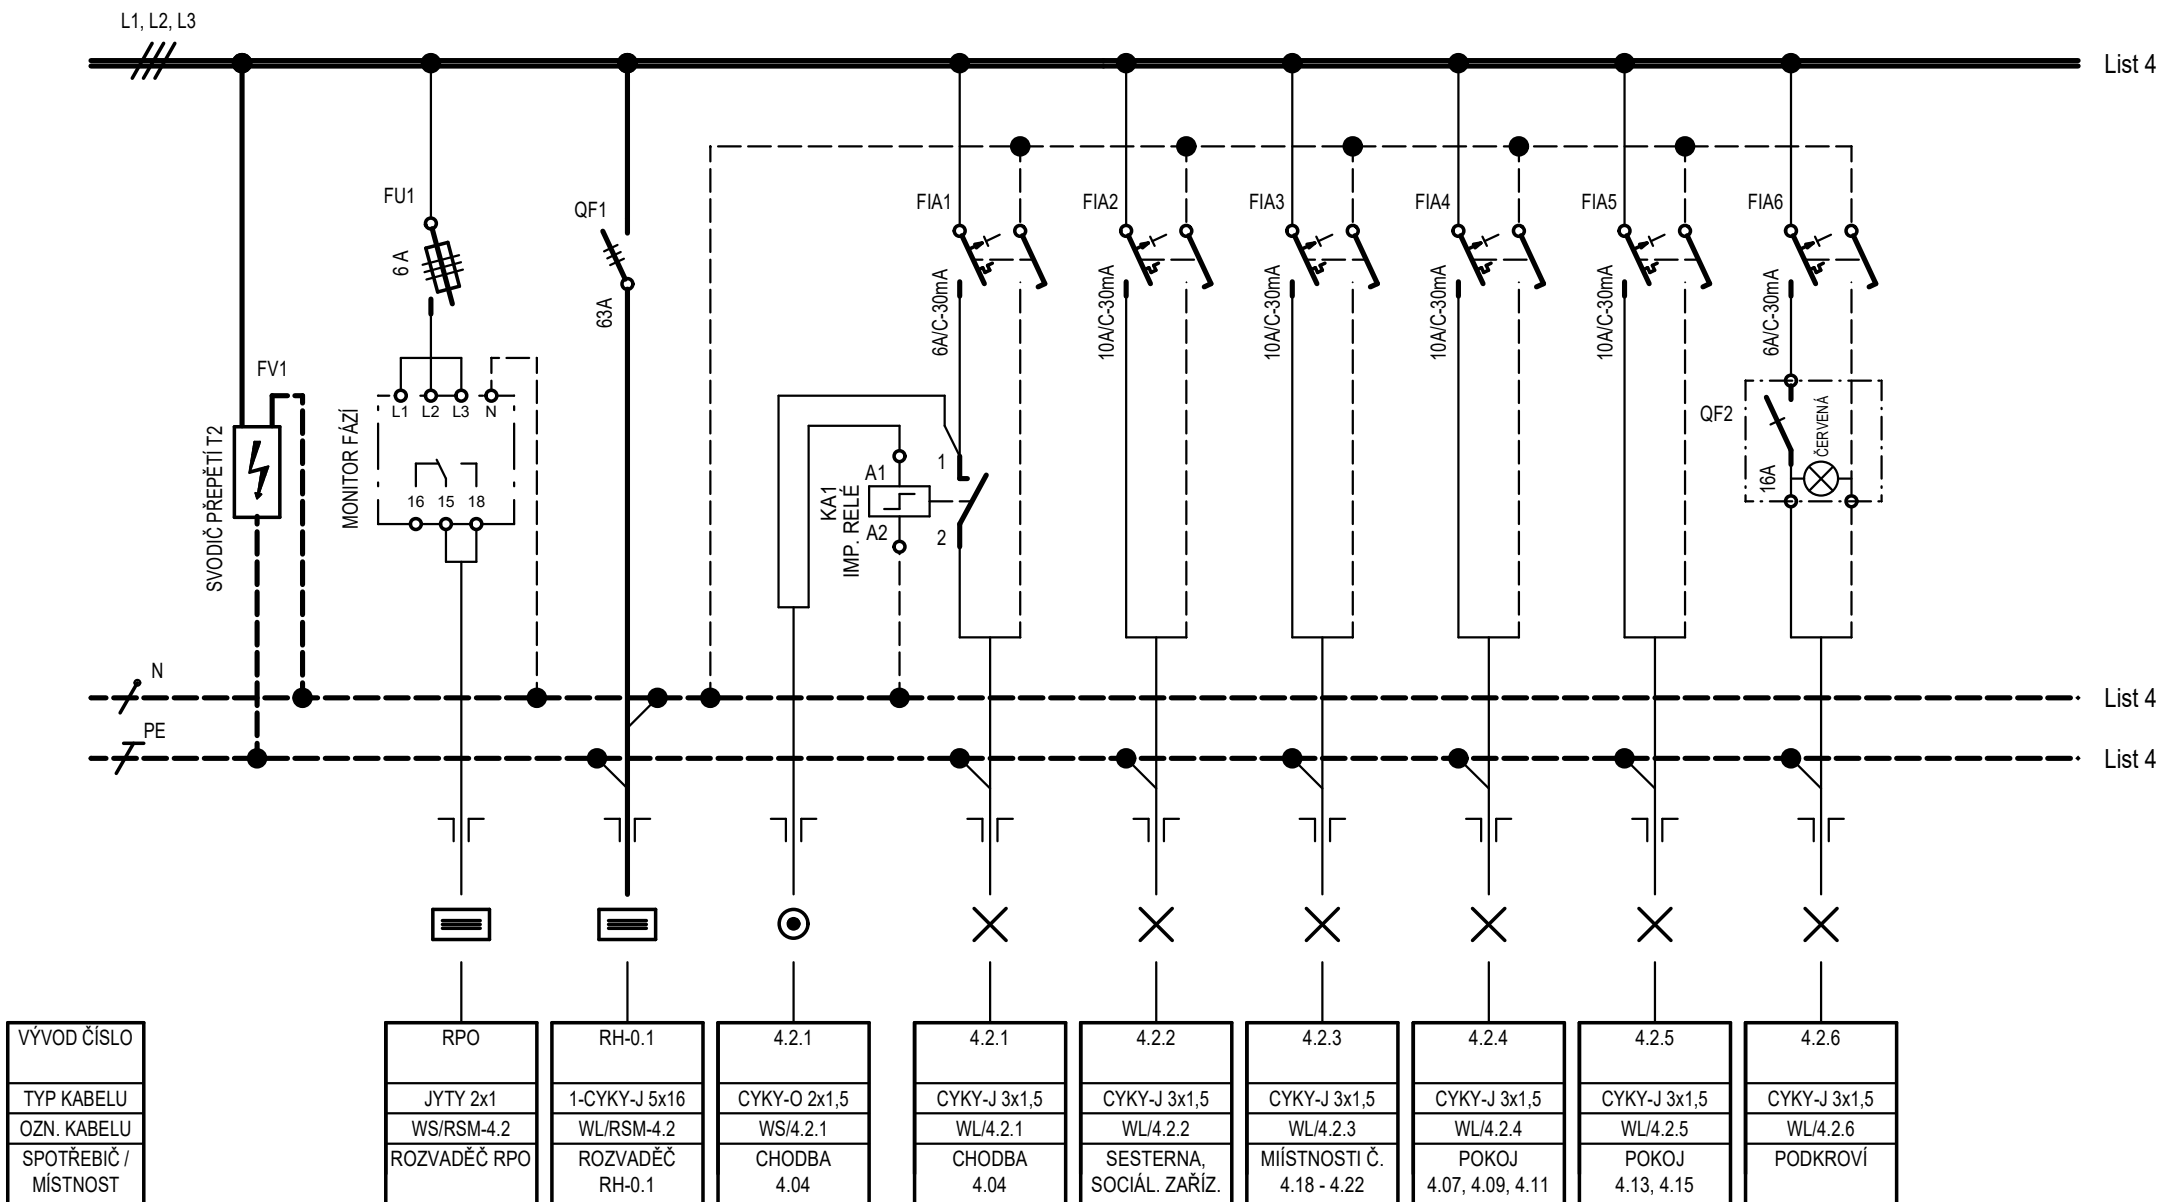 L1, L2, L3
List 4
FU1
6 A
QF1
63A
FIA1
6A/C-30mA
FIA2
10A/C-30mA
FIA3
10A/C-30mA
FIA4
10A/C-30mA
FIA5
10A/C-30mA
FIA6
6A/C-30mA
FV1
SVODIČ PŘEPĚTÍ T2
MONITOR FÁZÍ
L1 L2 L3 N
16 15 18
KA1
IMP. RELÉ
A1
A2
1
2
QF2
16A
ČERVENÁ
N
List 4
PE
List 4
VÝVOD ČÍSLO RPO RH-0.1 4.2.1 4.2.1 4.2.2 4.2.3 4.2.4 4.2.5 4.2.6
TYP KABELU JYTY 2x1 1-CYKY-J 5x16 CYKY-O 2x1,5 CYKY-J 3x1,5 CYKY-J 3x1,5 CYKY-J 3x1,5 CYKY-J 3x1,5 CYKY-J 3x1,5 CYKY-J 3x1,5
OZN. KABELU WS/RSM-4.2 WL/RSM-4.2 WS/4.2.1 WL/4.2.1 WL/4.2.2 WL/4.2.3 WL/4.2.4 WL/4.2.5 WL/4.2.6
SPOTŘEBIČ / ROZVADĚČ RPO ROZVADĚČ CHODBA CHODBA SESTERNA, MIÍSTNOSTI Č. POKOJ POKOJ PODKROVÍ
MÍSTNOST RH-0.1 4.04 4.04 SOCIÁL. ZAŘÍZ. 4.18 - 4.22 4.07, 4.09, 4.11 4.13, 4.15